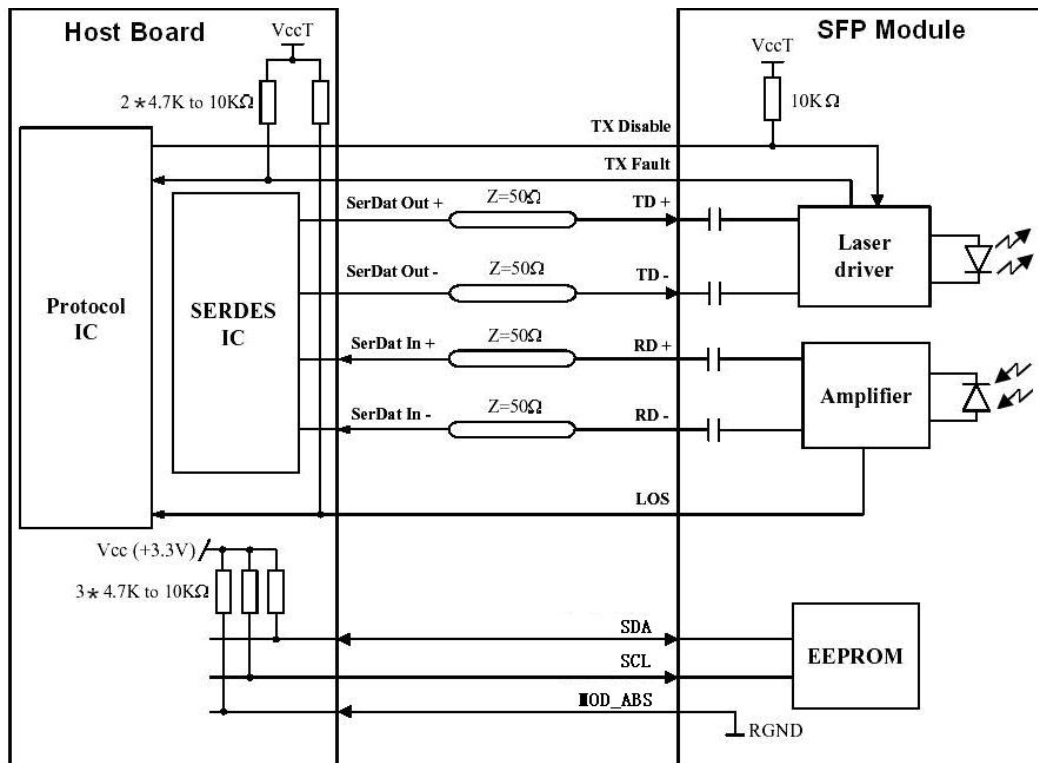 Host Board
SFP Module
VccT
VccT
2*4.7K to 10KΩ
10K Ω
TX Disable
TX Fault
SerDat Out +
Z=50Ω
TD +
SerDat Out -
Z=50Ω
TD -
Laser
driver
Protocol
IC
SERDES
IC
SerDat In +
Z=50Ω
RD +
SerDat In -
Z=50Ω
RD -
Amplifier
LOS
Vcc (+3.3V)
3*4.7K to 10KΩ
SDA
SCL
MOD_ABS
EEPROM
RGND